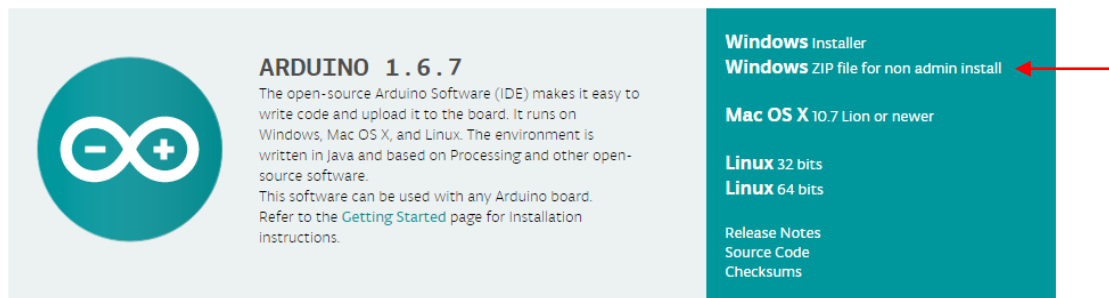 ARDUINO 1.6.7
The open-source Arduino Software (IDE) makes it easy to
write code and upload it to the board. It runs on
Windows, Mac OS X, and Linux. The environment is
written in Java and based on Processing and other open-
source software.
This software can be used with any Arduino board.
Refer to the Getting Started page for Installation
instructions.
Windows Installer
Windows ZIP file for non admin install
Mac OS X 10.7 Lion or newer
Linux 32 bits
Linux 64 bits
Release Notes
Source Code
Checksums